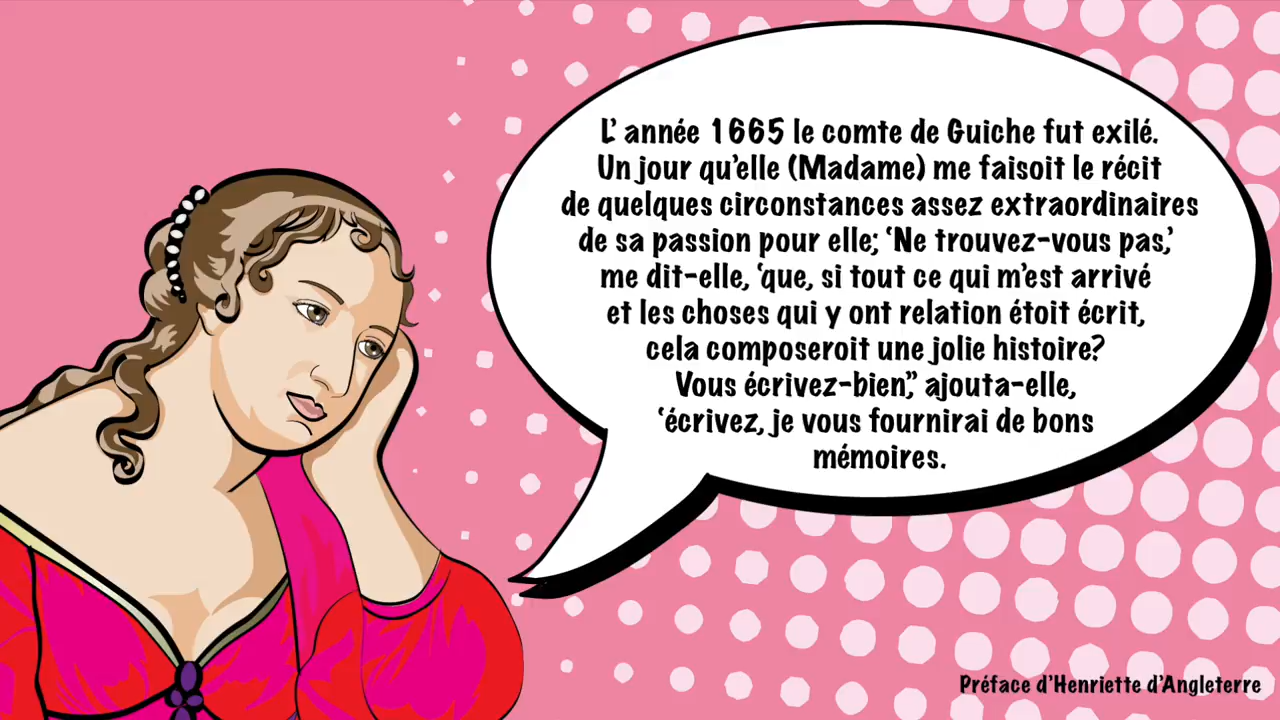 L' année 1665 le comte de Guiche fut exilé.
Un jour qu'elle (Madame) me faisoit le récit
de quelques circonstances assez extraordinaires
de sa passion pour elle; ‘Ne trouvez-vous pas,’
me dit-elle, ‘que, si tout ce qui m'est arrivé
et les choses qui y ont relation étoit écrit,
cela composeroit une jolie histoire?
Vous écrivez-bien,” ajouta-elle,
‘écrivez, je vous fournirai de bons
mémoires.
Préface d'Henriette d'Angleterre